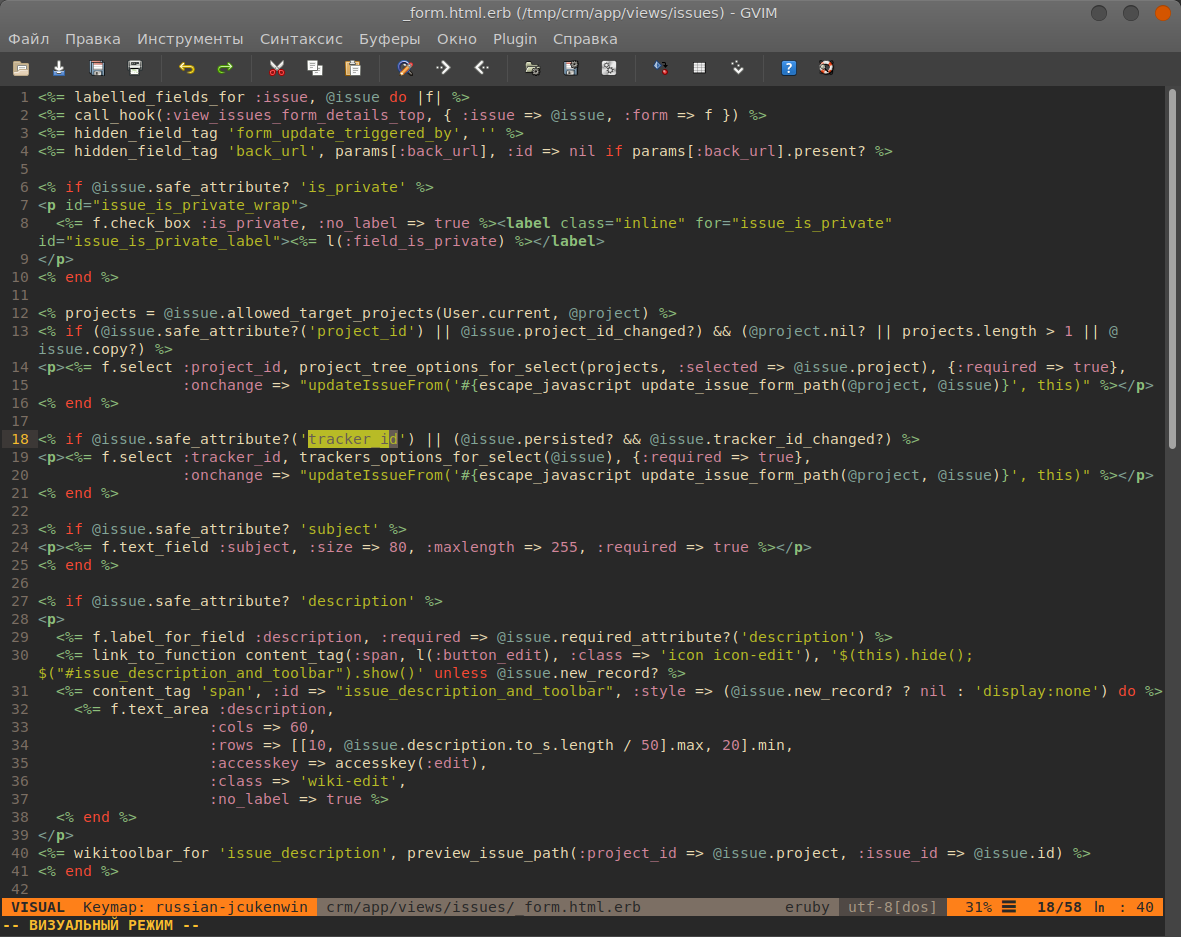 _form.html.erb (/tmp/crm/app/views/issues) - GVIM
Файл Правка Инструменты Синтаксис Буферы Окно Plugin Справка
1 <%= labelled_fields_for :issue, @issue do |f| %>
2 <%= call_hook(:view_issues_form_details_top, { :issue => @issue, :form => f }) %>
3 <%= hidden_field_tag 'form_update_triggered_by', '' %>
4 <%= hidden_field_tag 'back_url', params[:back_url], :id => nil if params[:back_url].present? %>
5
6 <% if @issue.safe_attribute? 'is_private' %>
7 <p id="issue_is_private_wrap">
8   <%= f.check_box :is_private, :no_label => true %><label class="inline" for="issue_is_private"
id="issue_is_private_label"><%= l(:field_is_private) %></label>
9 </p>
10 <% end %>
11
12 <% projects = @issue.allowed_target_projects(User.current, @project) %>
13 <% if (@issue.safe_attribute?('project_id') || @issue.project_id_changed?) && (@project.nil? || projects.length > 1 || @
issue.copy?) %>
14 <p><%= f.select :project_id, project_tree_options_for_select(projects, :selected => @issue.project), {:required => true},
15                 :onchange => "updateIssueFrom('#{escape_javascript update_issue_form_path(@project, @issue)}', this)" %></p>
16 <% end %>
17
18 <% if @issue.safe_attribute?('tracker_id') || (@issue.persisted? && @issue.tracker_id_changed?) %>
19 <p><%= f.select :tracker_id, trackers_options_for_select(@issue), {:required => true},
20                 :onchange => "updateIssueFrom('#{escape_javascript update_issue_form_path(@project, @issue)}', this)" %></p>
21 <% end %>
22
23 <% if @issue.safe_attribute? 'subject' %>
24 <p><%= f.text_field :subject, :size => 80, :maxlength => 255, :required => true %></p>
25 <% end %>
26
27 <% if @issue.safe_attribute? 'description' %>
28 <p>
29   <%= f.label_for_field :description, :required => @issue.required_attribute?('description') %>
30   <%= link_to_function content_tag(:span, l(:button_edit), :class => 'icon icon-edit'), '$(this).hide();
$("#issue_description_and_toolbar").show()' unless @issue.new_record? %>
31   <%= content_tag 'span', :id => "issue_description_and_toolbar", :style => (@issue.new_record? ? nil : 'display:none') do %>
32     <%= f.text_area :description,
33                    :cols => 60,
34                    :rows => [[10, @issue.description.to_s.length / 50].max, 20].min,
35                    :accesskey => accesskey(:edit),
36                    :class => 'wiki-edit',
37                    :no_label => true %>
38   <% end %>
39 </p>
40 <%= wikitoolbar_for 'issue_description', preview_issue_path(:project_id => @issue.project, :issue_id => @issue.id) %>
41 <% end %>
42
VISUAL Keymap: russian-jcukenwin crm/app/views/issues/_form.html.erb eruby utf-8[dos] 31% ☰ 18/58 ㏑ : 40
-- ВИЗУАЛЬНЫЙ РЕЖИМ --